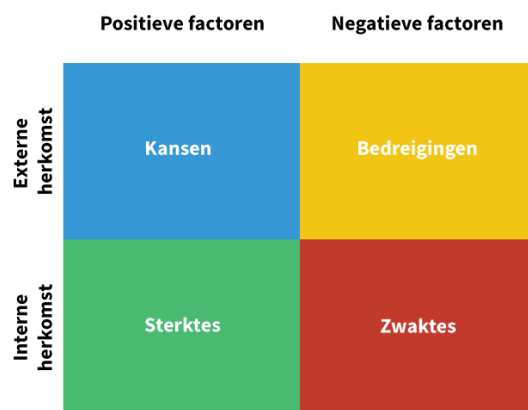 Positieve factoren
Negatieve factoren
Externe
herkomst
Kansen
Bedreigingen
Interne
herkomst
Sterktes
Zwaktes